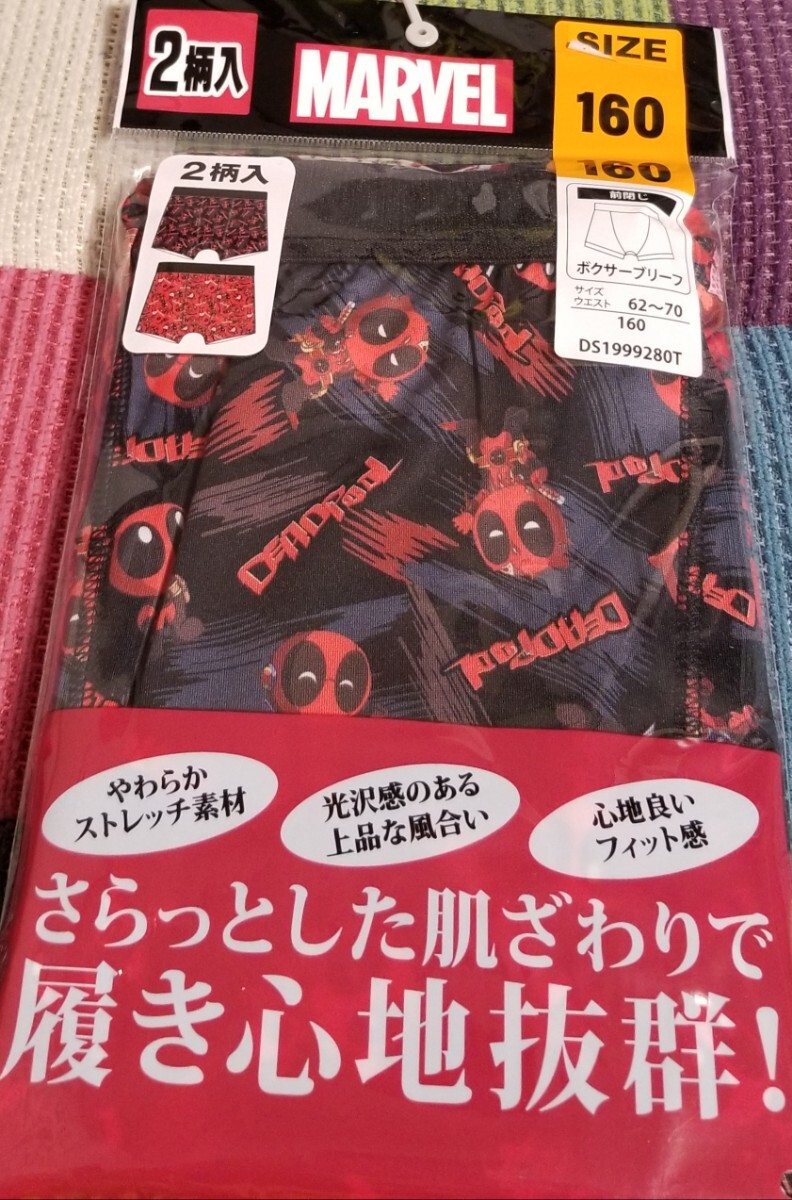 2柄入
MARVEL
SIZE
160
160
2柄入
前閉じ
ボクサーブリーフ
サイズ
ウエスト 62〜70
160
DS1999280T
DEADPooL
DEADPooL
やわらか
ストレッチ素材
光沢感のある
上品な風合い
心地良い
フィット感
さらっとした肌ざわりで
履き心地抜群!